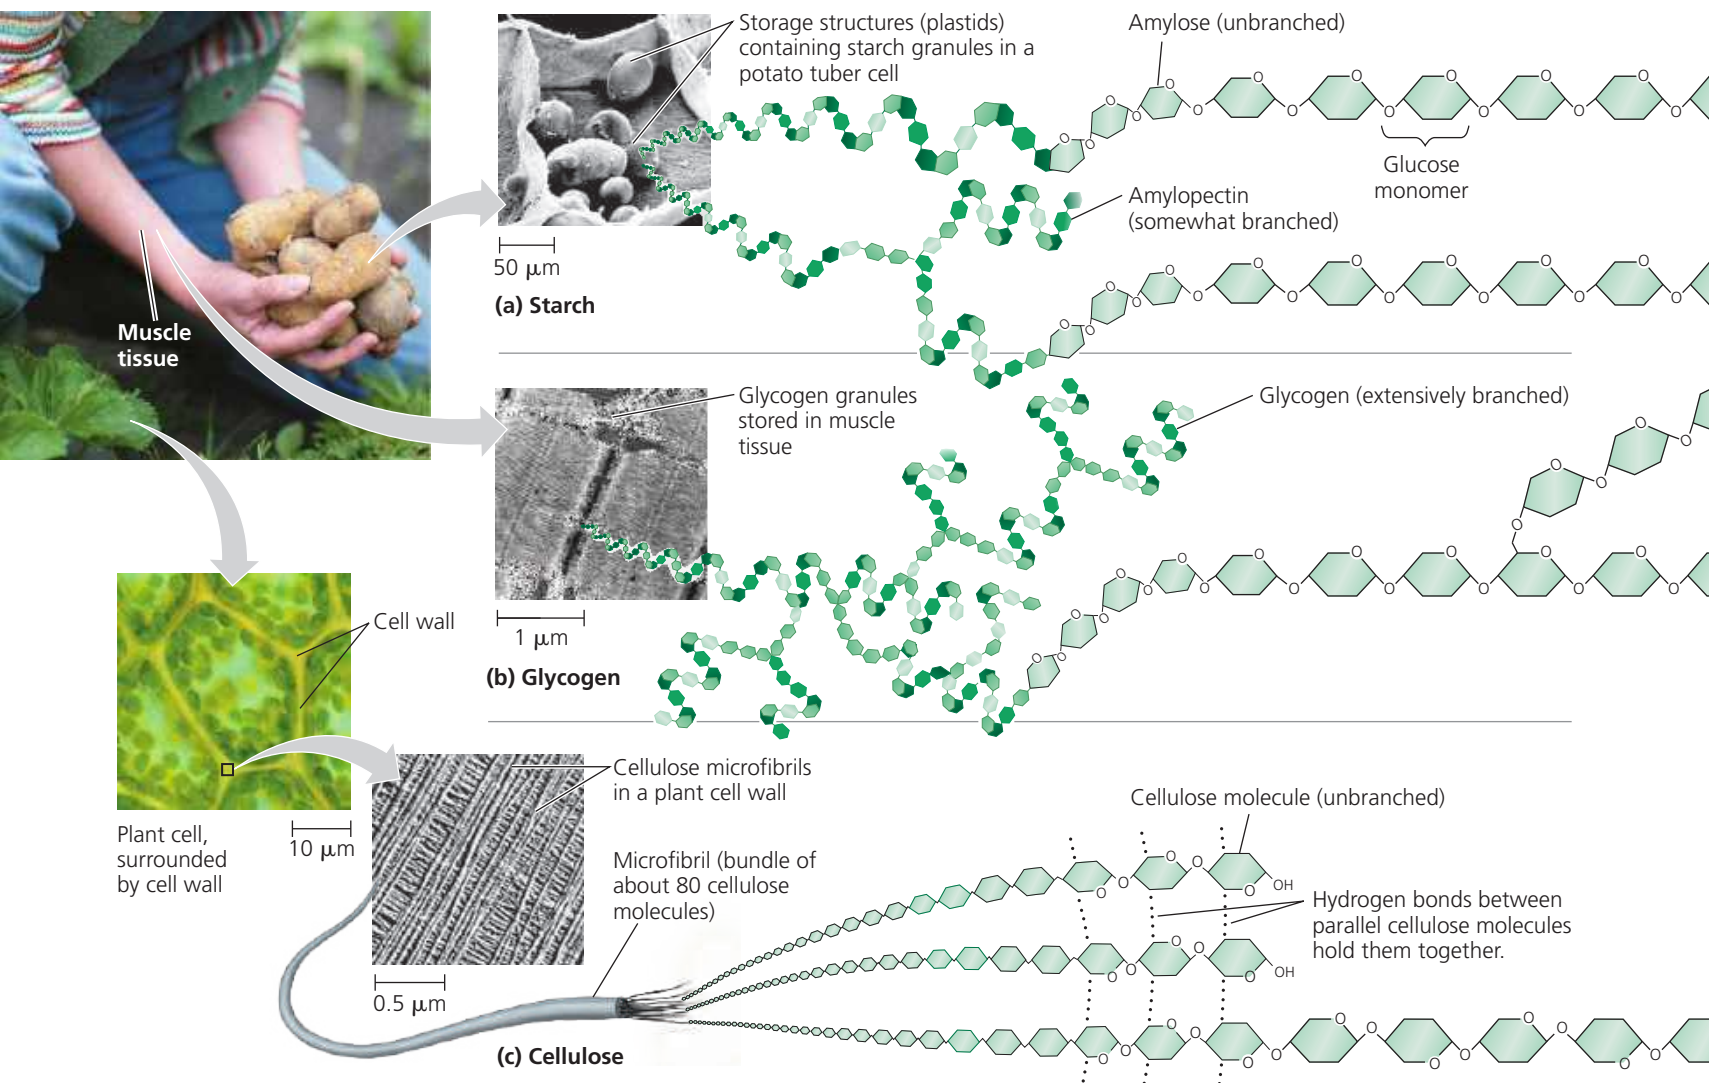 Storage structures (plastids)
containing starch granules in a
potato tuber cell
Amylose (unbranched)
O O O O O O O O
O O O O O O O O O
Glucose
monomer
Amylopectin
(somewhat branched)
50 μm
(a) Starch
O O O O O O O O
O O O O O O O O
Muscle
tissue
Glycogen granules
stored in muscle
tissue
Glycogen (extensively branched)
1 μm
(b) Glycogen
O O O O
O O O O O O O O O
O O O O O O O O O
Cell wall
Plant cell,
surrounded
by cell wall
10 μm
Cellulose microfibrils
in a plant cell wall
Microfibril (bundle of
about 80 cellulose
molecules)
0.5 μm
(c) Cellulose
Cellulose molecule (unbranched)
O O O O O OH
Hydrogen bonds between
parallel cellulose molecules
hold them together.
O O O O O OH
O O O O O O O O O O O O O